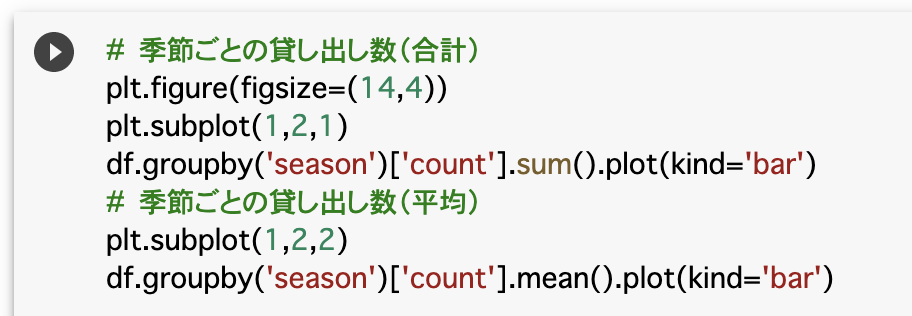 # 季節ごとの貸し出し数（合計）
plt.figure(figsize=(14,4))
plt.subplot(1,2,1)
df.groupby('season')['count'].sum().plot(kind='bar')
# 季節ごとの貸し出し数（平均）
plt.subplot(1,2,2)
df.groupby('season')['count'].mean().plot(kind='bar')